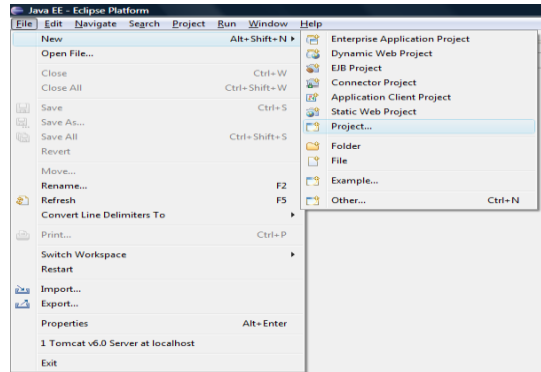 Java EE - Eclipse Platform
File Edit Navigate Search Project Run Window Help
New Alt+Shift+N
Open File...
Close Ctrl+W
Close All Ctrl+Shift+W
Save Ctrl+S
Save As...
Save All Ctrl+Shift+S
Revert
Move...
Rename... F2
Refresh F5
Convert Line Delimiters To
Print... Ctrl+P
Switch Workspace
Restart
Import...
Export...
Properties Alt+Enter
1 Tomcat v6.0 Server at localhost
Exit
Enterprise Application Project
Dynamic Web Project
EJB Project
Connector Project
Application Client Project
Static Web Project
Project...
Folder
File
Example...
Other... Ctrl+N